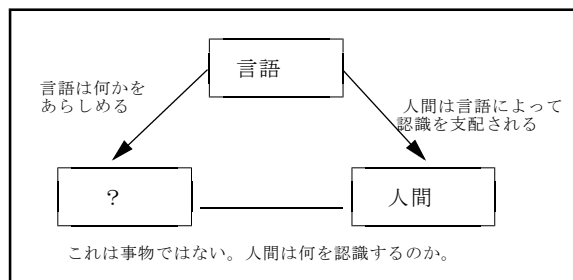 言語
言語は何かを
あらしめる
人間は言語によって
認識を支配される
?
人間
これは事物ではない。人間は何を認識するのか。